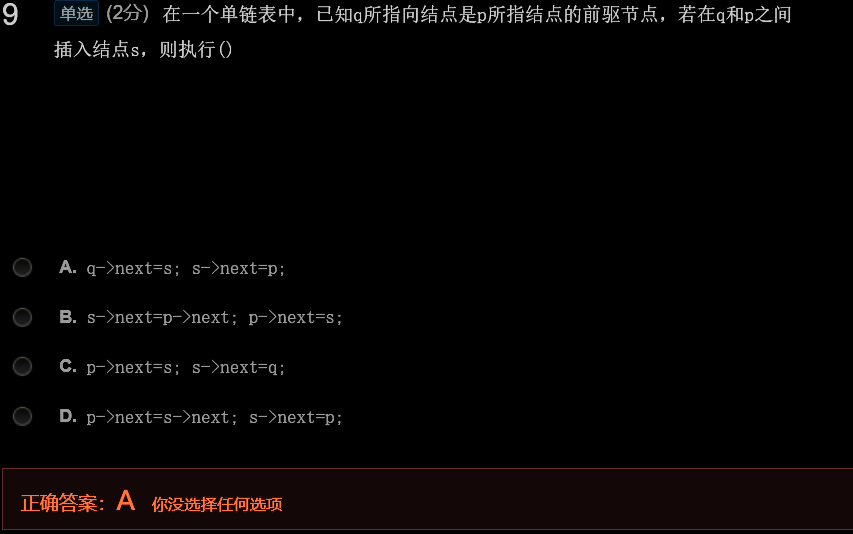 9 单选 (2分) 在一个单链表中，已知q所指向结点是p所指结点的前驱节点，若在q和p之间
插入结点s，则执行()
A. q->next=s; s->next=p;
B. s->next=p->next; p->next=s;
C. p->next=s; s->next=q;
D. p->next=s->next; s->next=p;
正确答案：A 你没选择任何选项